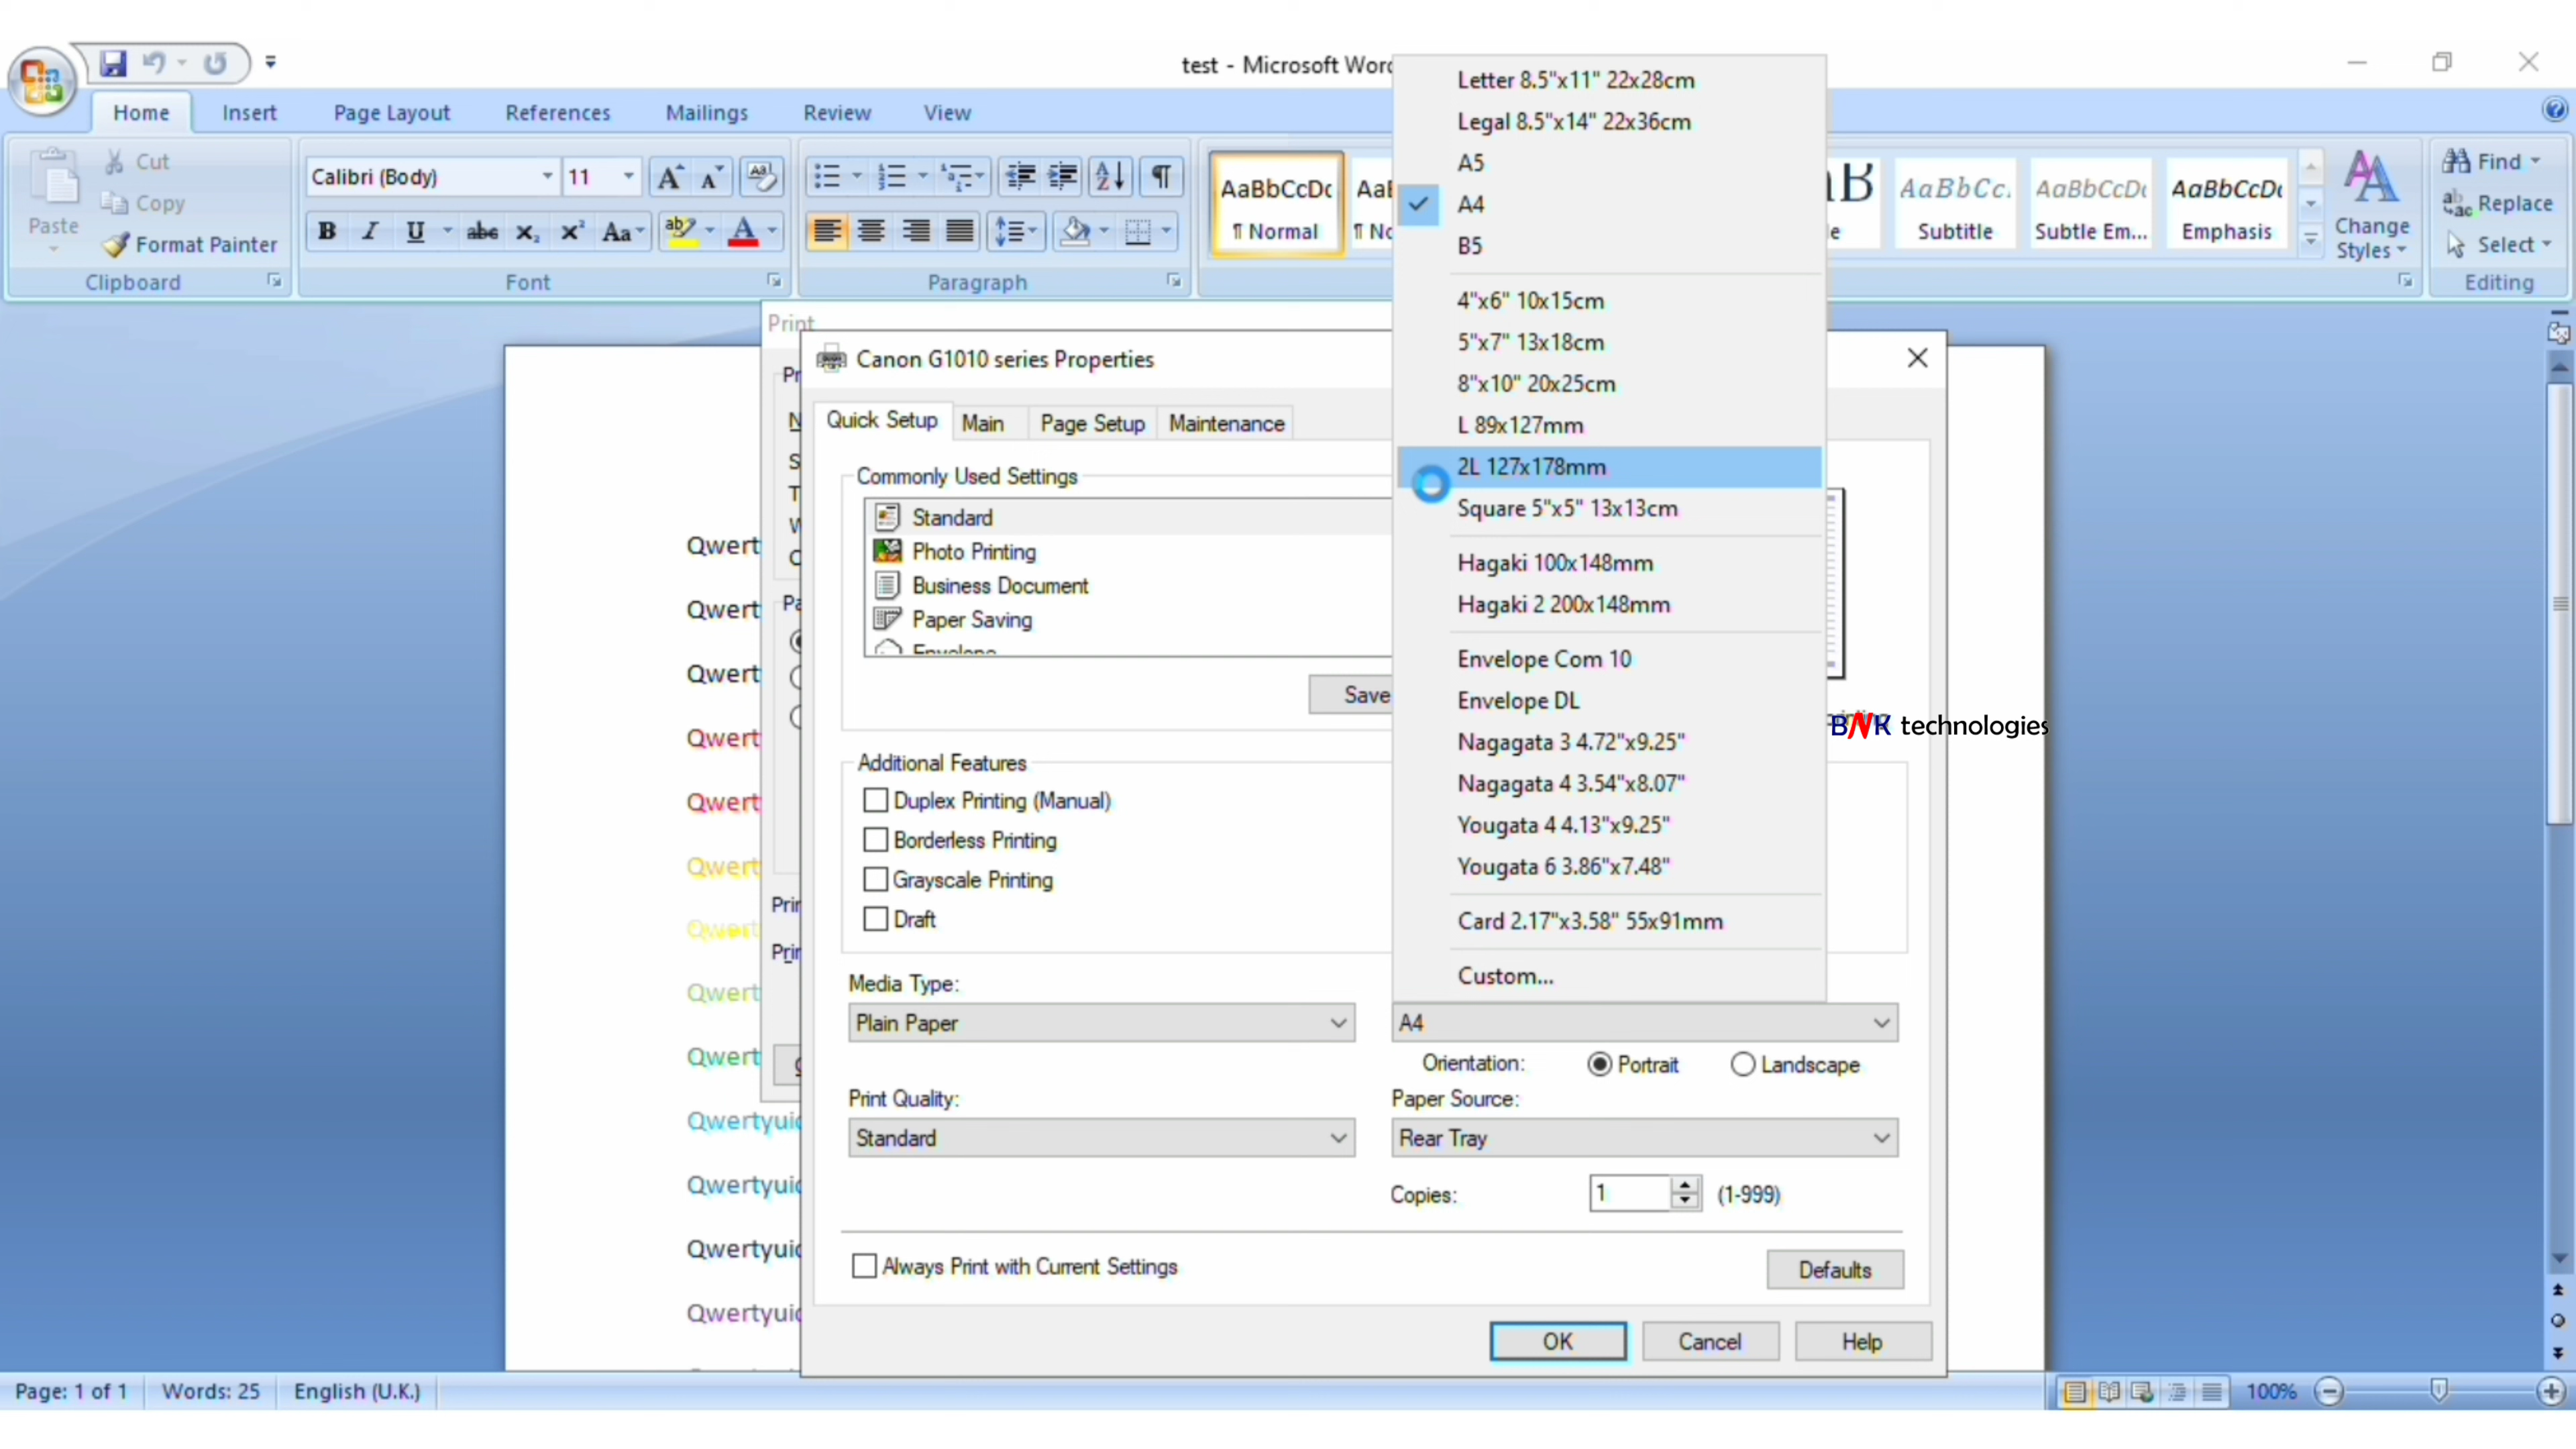 test - Microsoft Word
Home Insert Page Layout References Mailings Review View
Paste
Cut
Copy
Format Painter
Clipboard
Calibri (Body) 11
Font
Paragraph
AaBbCcDc
¶ Normal
AaBbCc.
Subtitle
AaBbCcDc
Subtle Em...
AaBbCcDc
Emphasis
Change
Styles
Find
Replace
Select
Editing
Print
Canon G1010 series Properties
Quick Setup Main Page Setup Maintenance
Commonly Used Settings
Standard
Photo Printing
Business Document
Paper Saving
Envelope
Save
Additional Features
Duplex Printing (Manual)
Borderless Printing
Grayscale Printing
Draft
Media Type:
Plain Paper
Print Quality:
Standard
Letter 8.5"x11" 22x28cm
Legal 8.5"x14" 22x36cm
A5
A4
B5
4"x6" 10x15cm
5"x7" 13x18cm
8"x10" 20x25cm
L 89x127mm
2L 127x178mm
Square 5"x5" 13x13cm
Hagaki 100x148mm
Hagaki 2 200x148mm
Envelope Com 10
Envelope DL
Nagagata 3 4.72"x9.25"
Nagagata 4 3.54"x8.07"
Yougata 4 4.13"x9.25"
Yougata 6 3.86"x7.48"
Card 2.17"x3.58" 55x91mm
Custom...
A4
Orientation: Portrait Landscape
Paper Source:
Rear Tray
Copies: 1 (1-999)
Always Print with Current Settings
Defaults
OK Cancel Help
BNK technologies
Qwert
Qwert
Qwert
Qwert
Qwert
Qwert
Qwert
Qwert
Qwert
Qwertyuio
Qwertyuio
Qwertyuio
Qwertyuio
Page: 1 of 1 Words: 25 English (U.K.) 100%